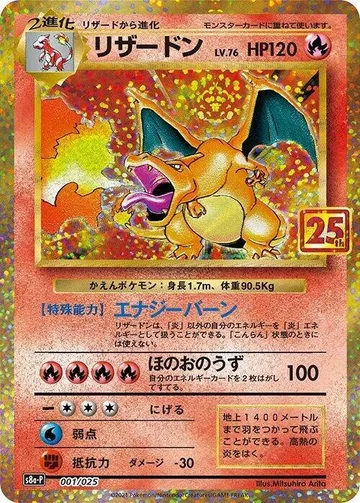 2進化 リザードから進化 モンスターカードに重ねて使います。
リザードン LV.76 HP120
25th
かえんポケモン:身長1.7m、体重90.5Kg
【特殊能力】エナジーバーン
リザードンは、「炎」以外の自分のエネルギーを「炎」エネ
ルギーとして扱うことができる。「こんらん」状態のとき
には使えない。
ほのおのうず 100
自分のエネルギーカードを2枚はがし
てすてる。
にげる
弱点
抵抗力 ダメージ -30
地上1400メートル
まで羽をつかって飛ぶ
ことができる。高熱の
炎をはく。
s8a-P 001/025
Illus.Mitsuhiro Arita
©2021 Pokémon/Nintendo/Creatures/GAME FREAK